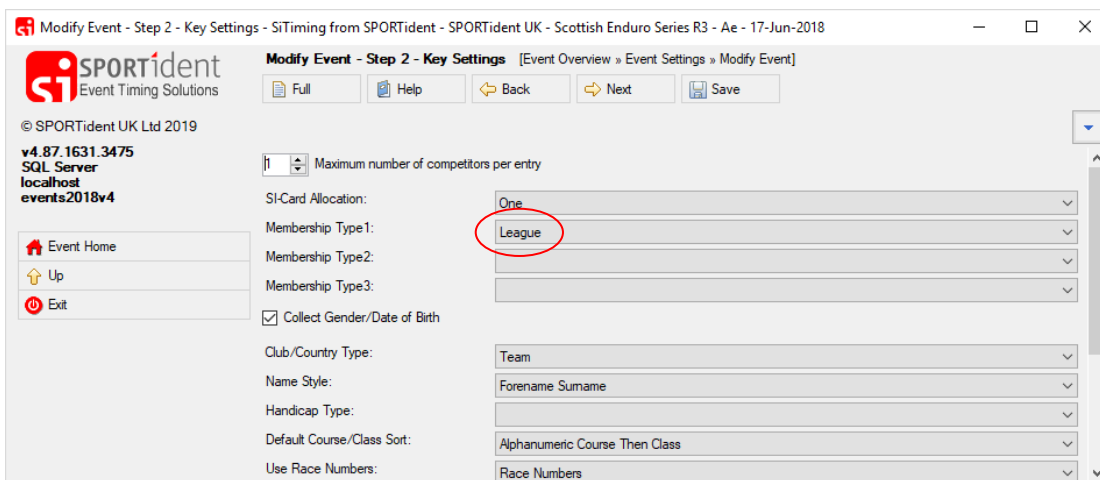 Modify Event - Step 2 - Key Settings - SiTiming from SPORTident - SPORTident UK - Scottish Enduro Series R3 - Ae - 17-Jun-2018
si SPORTident
Event Timing Solutions
© SPORTident UK Ltd 2019
v4.87.1631.3475
SQL Server
localhost
events2018v4
Event Home
Up
Exit
Modify Event - Step 2 - Key Settings [Event Overview » Event Settings » Modify Event]
Full Help Back Next Save
1 Maximum number of competitors per entry
SI-Card Allocation: One
Membership Type1: League
Membership Type2:
Membership Type3:
Collect Gender/Date of Birth
Club/Country Type: Team
Name Style: Forename Surname
Handicap Type:
Default Course/Class Sort: Alphanumeric Course Then Class
Use Race Numbers: Race Numbers